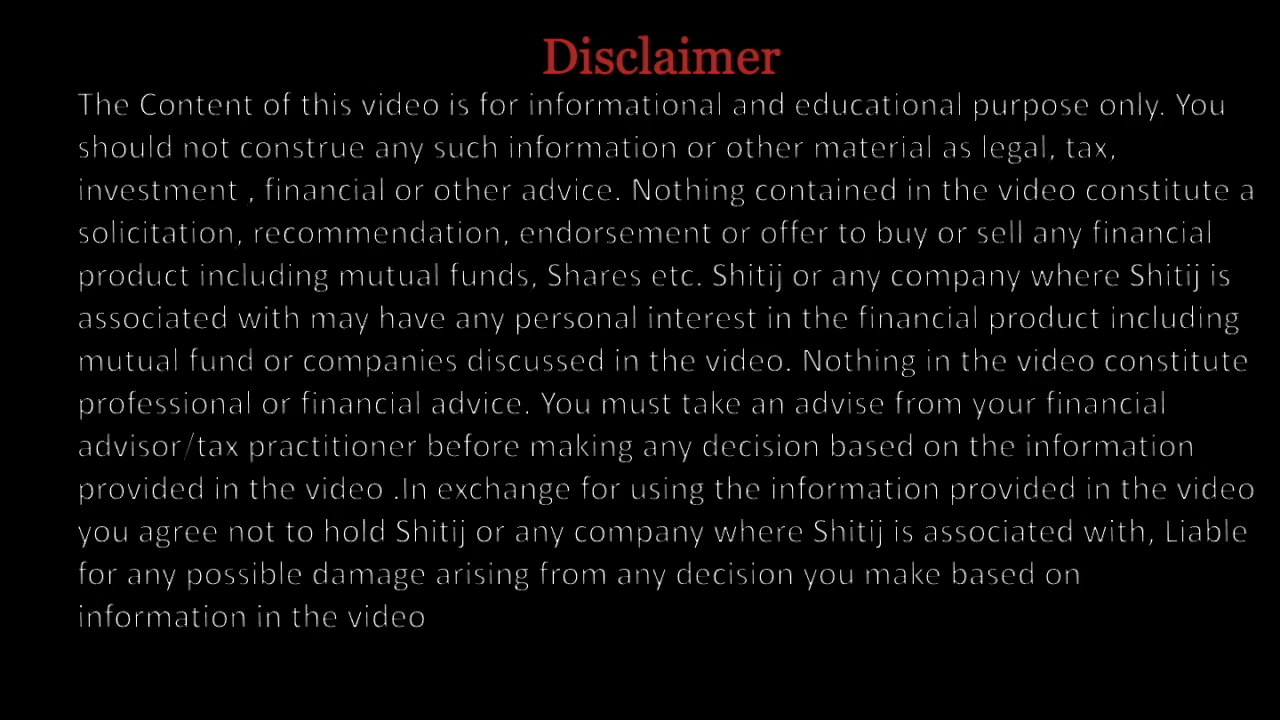 Disclaimer
The Content of this video is for informational and educational purpose only. You
should not construe any such information or other material as legal, tax,
investment , financial or other advice. Nothing contained in the video constitute a
solicitation, recommendation, endorsement or offer to buy or sell any financial
product including mutual funds, Shares etc. Shitij or any company where Shitij is
associated with may have any personal interest in the financial product including
mutual fund or companies discussed in the video. Nothing in the video constitute
professional or financial advice. You must take an advise from your financial
advisor/tax practitioner before making any decision based on the information
provided in the video .In exchange for using the information provided in the video
you agree not to hold Shitij or any company where Shitij is associated with, Liable
for any possible damage arising from any decision you make based on
information in the video